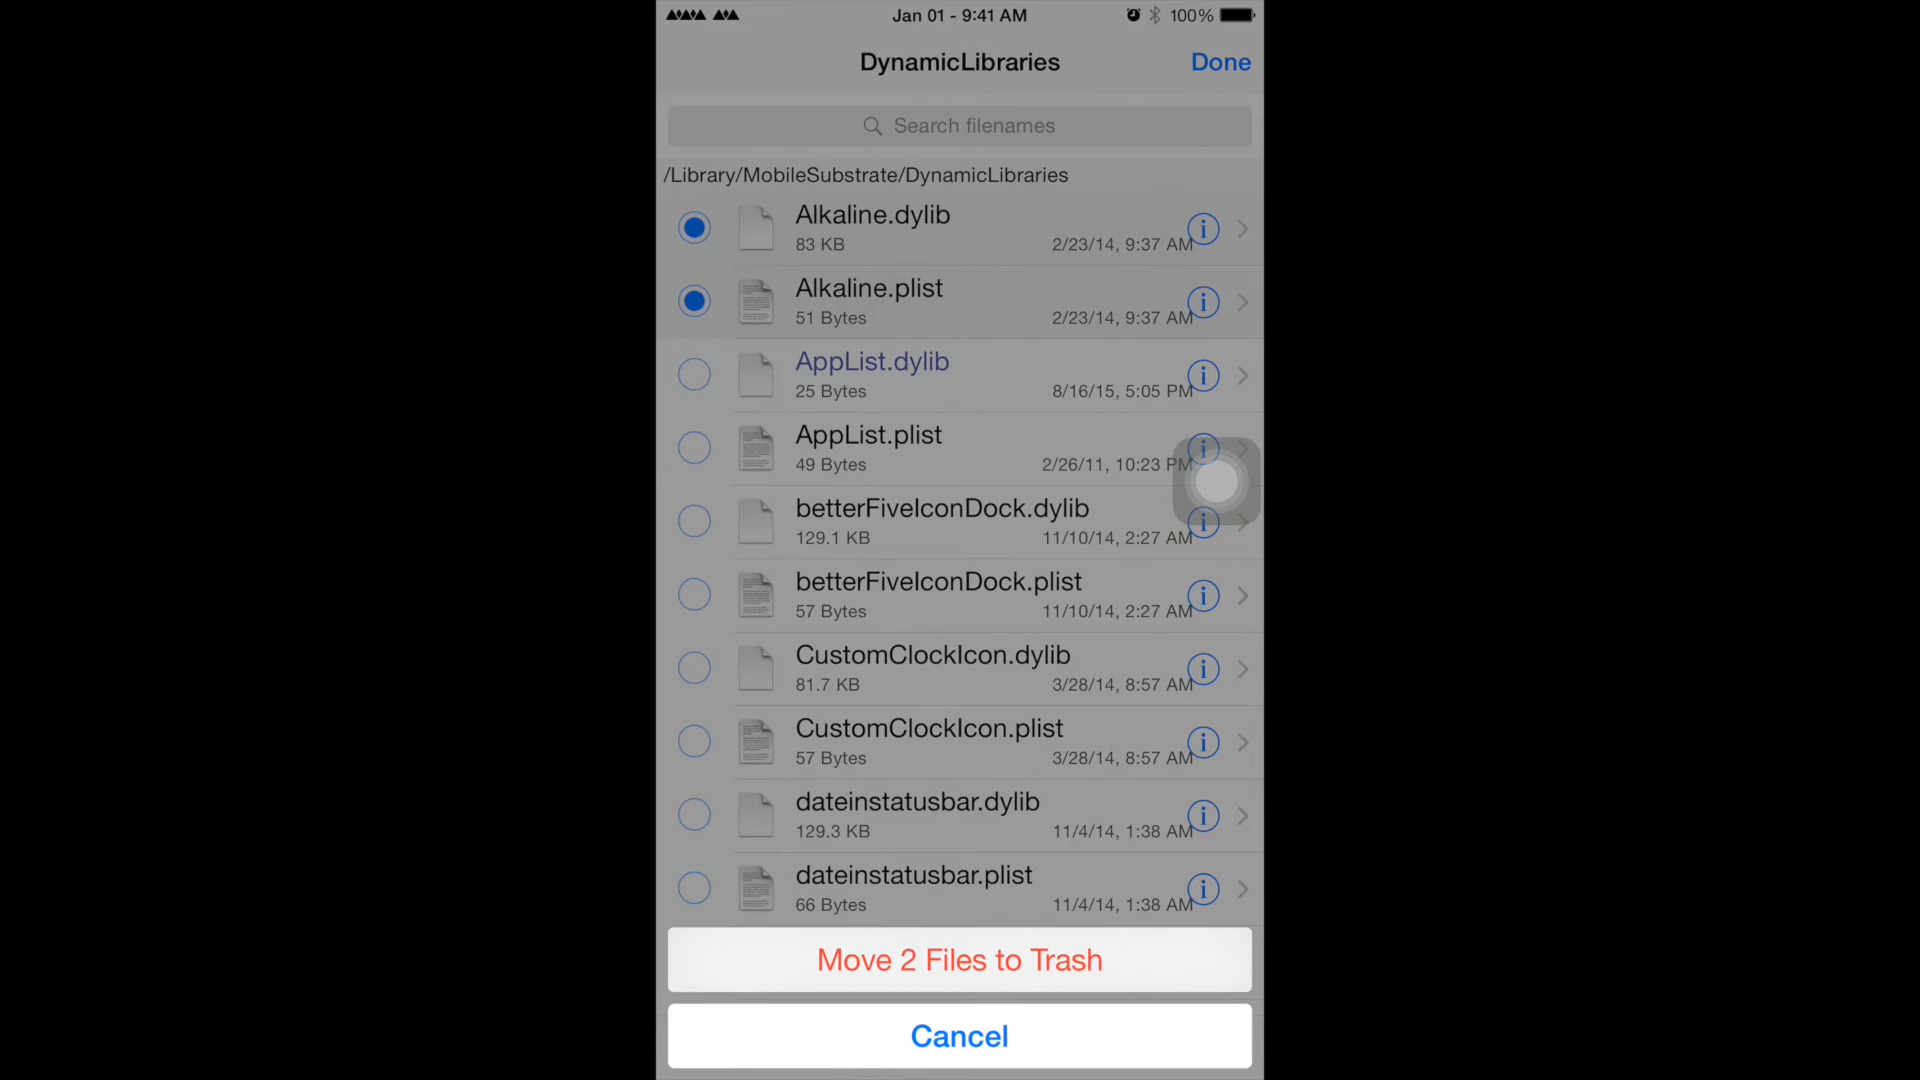 Jan 01 - 9:41 AM 100%
DynamicLibraries Done
Search filenames
/Library/MobileSubstrate/DynamicLibraries
Alkaline.dylib
83 KB 2/23/14, 9:37 AM
Alkaline.plist
51 Bytes 2/23/14, 9:37 AM
AppList.dylib
25 Bytes 8/16/15, 5:05 PM
AppList.plist
49 Bytes 2/26/11, 10:23 PM
betterFiveIconDock.dylib
129.1 KB 11/10/14, 2:27 AM
betterFiveIconDock.plist
57 Bytes 11/10/14, 2:27 AM
CustomClockIcon.dylib
81.7 KB 3/28/14, 8:57 AM
CustomClockIcon.plist
57 Bytes 3/28/14, 8:57 AM
dateinstatusbar.dylib
129.3 KB 11/4/14, 1:38 AM
dateinstatusbar.plist
66 Bytes 11/4/14, 1:38 AM
Move 2 Files to Trash
Cancel